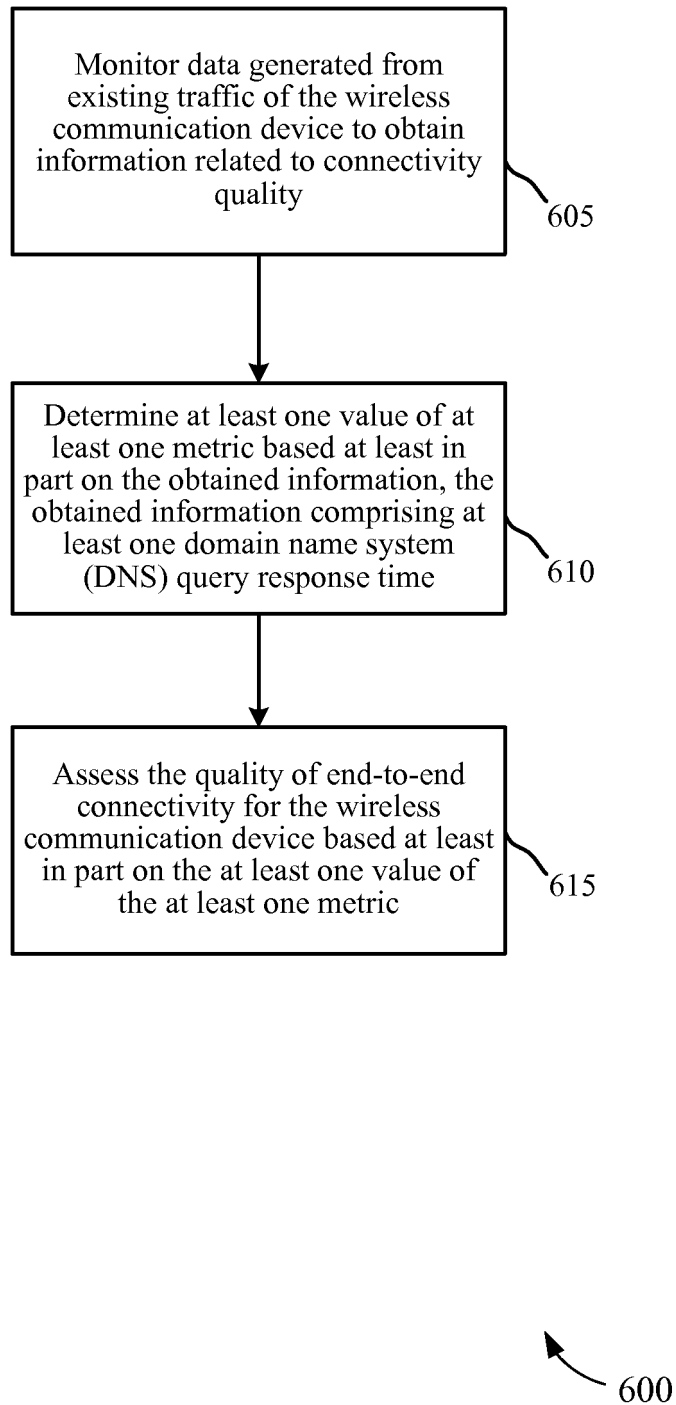 Monitor data generated from
existing traffic of the wireless
communication device to obtain
information related to connectivity
quality
605
Determine at least one value of at
least one metric based at least in
part on the obtained information, the
obtained information comprising at
least one domain name system
(DNS) query response time
610
Assess the quality of end-to-end
connectivity for the wireless
communication device based at least
in part on the at least one value of
the at least one metric
615
600